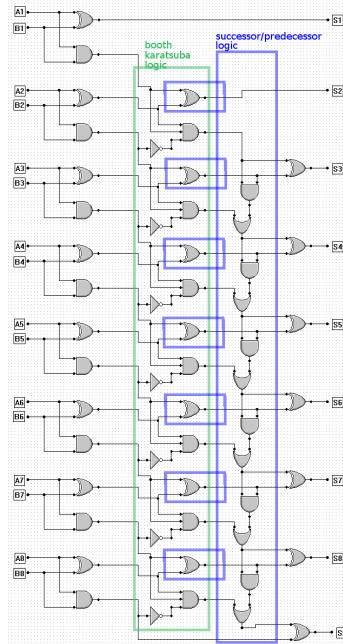 A1
B1
S1
successor/predecessor
logic
booth
karatsuba
logic
A2
B2
S2
A3
B3
S3
A4
B4
S4
A5
B5
S5
A6
B6
S6
A7
B7
S7
A8
B8
S8
S